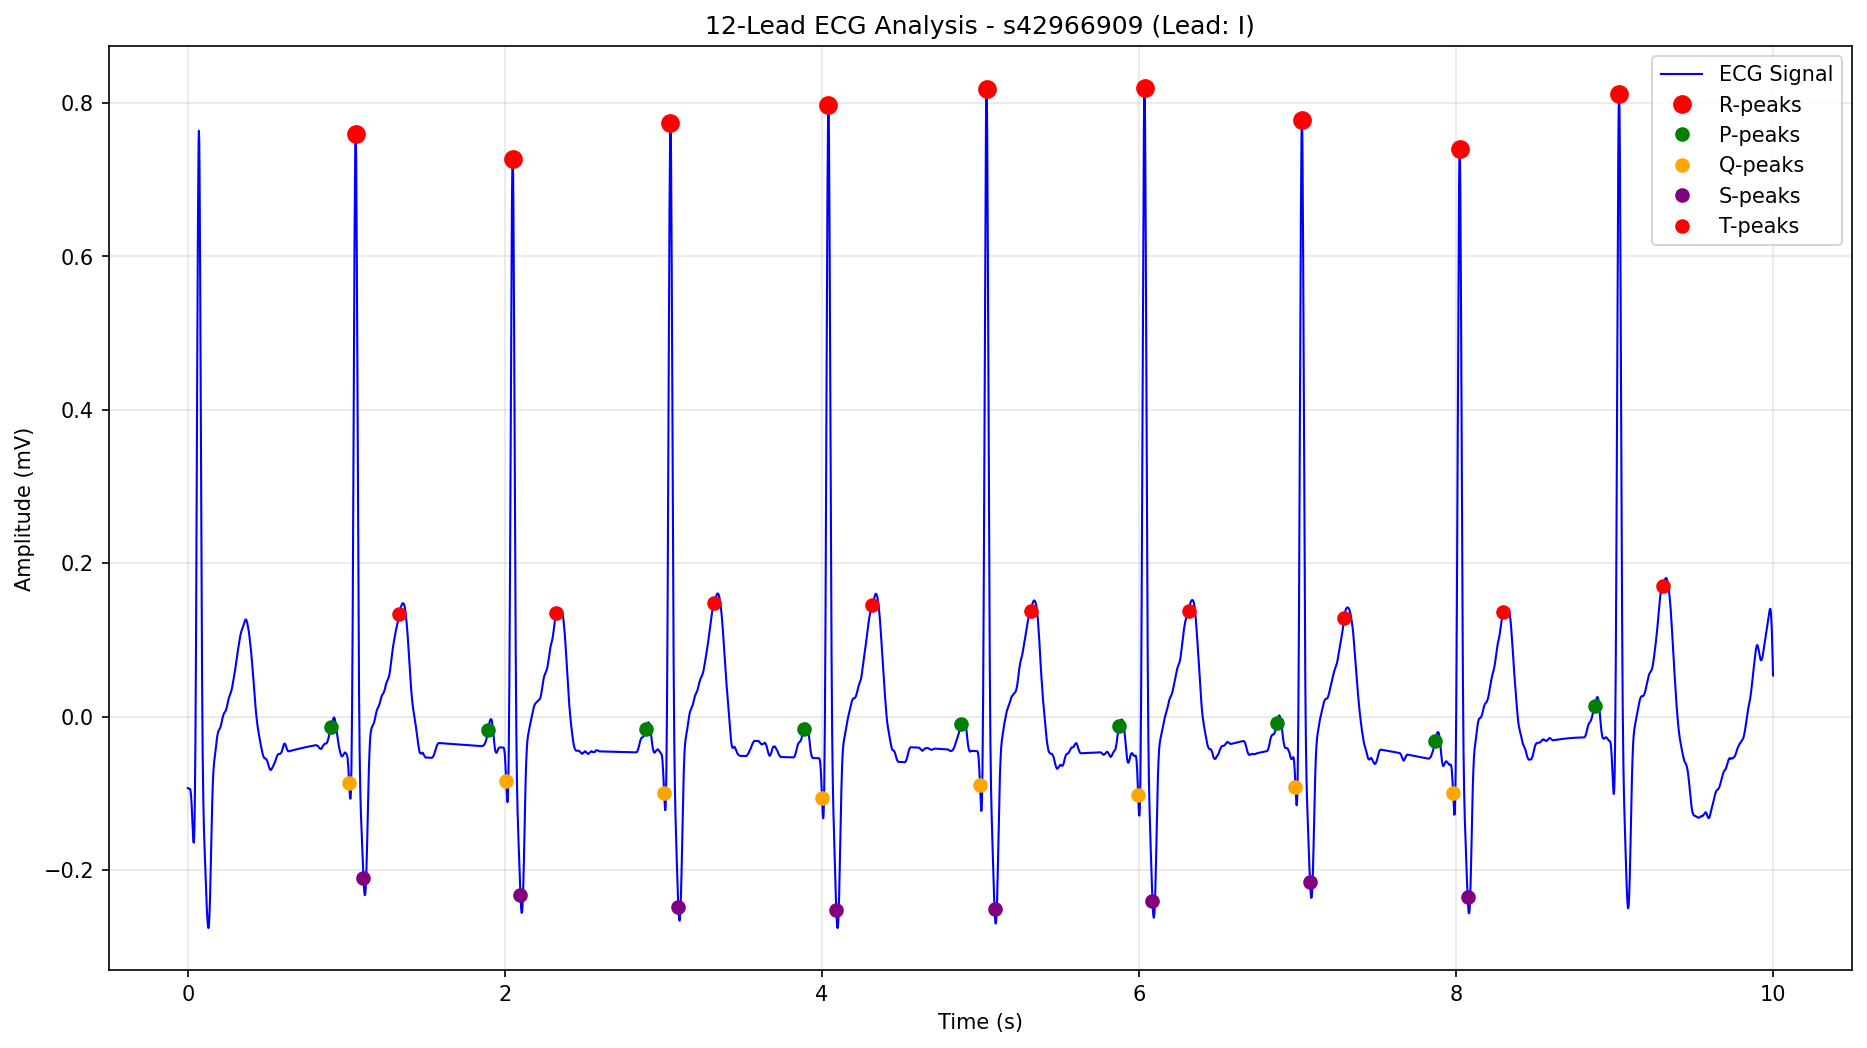 12-Lead ECG Analysis - s42966909 (Lead: I)
ECG Signal
R-peaks
P-peaks
Q-peaks
S-peaks
T-peaks
Amplitude (mV)
0.8
0.6
0.4
0.2
0.0
−0.2
0
2
4
6
8
10
Time (s)